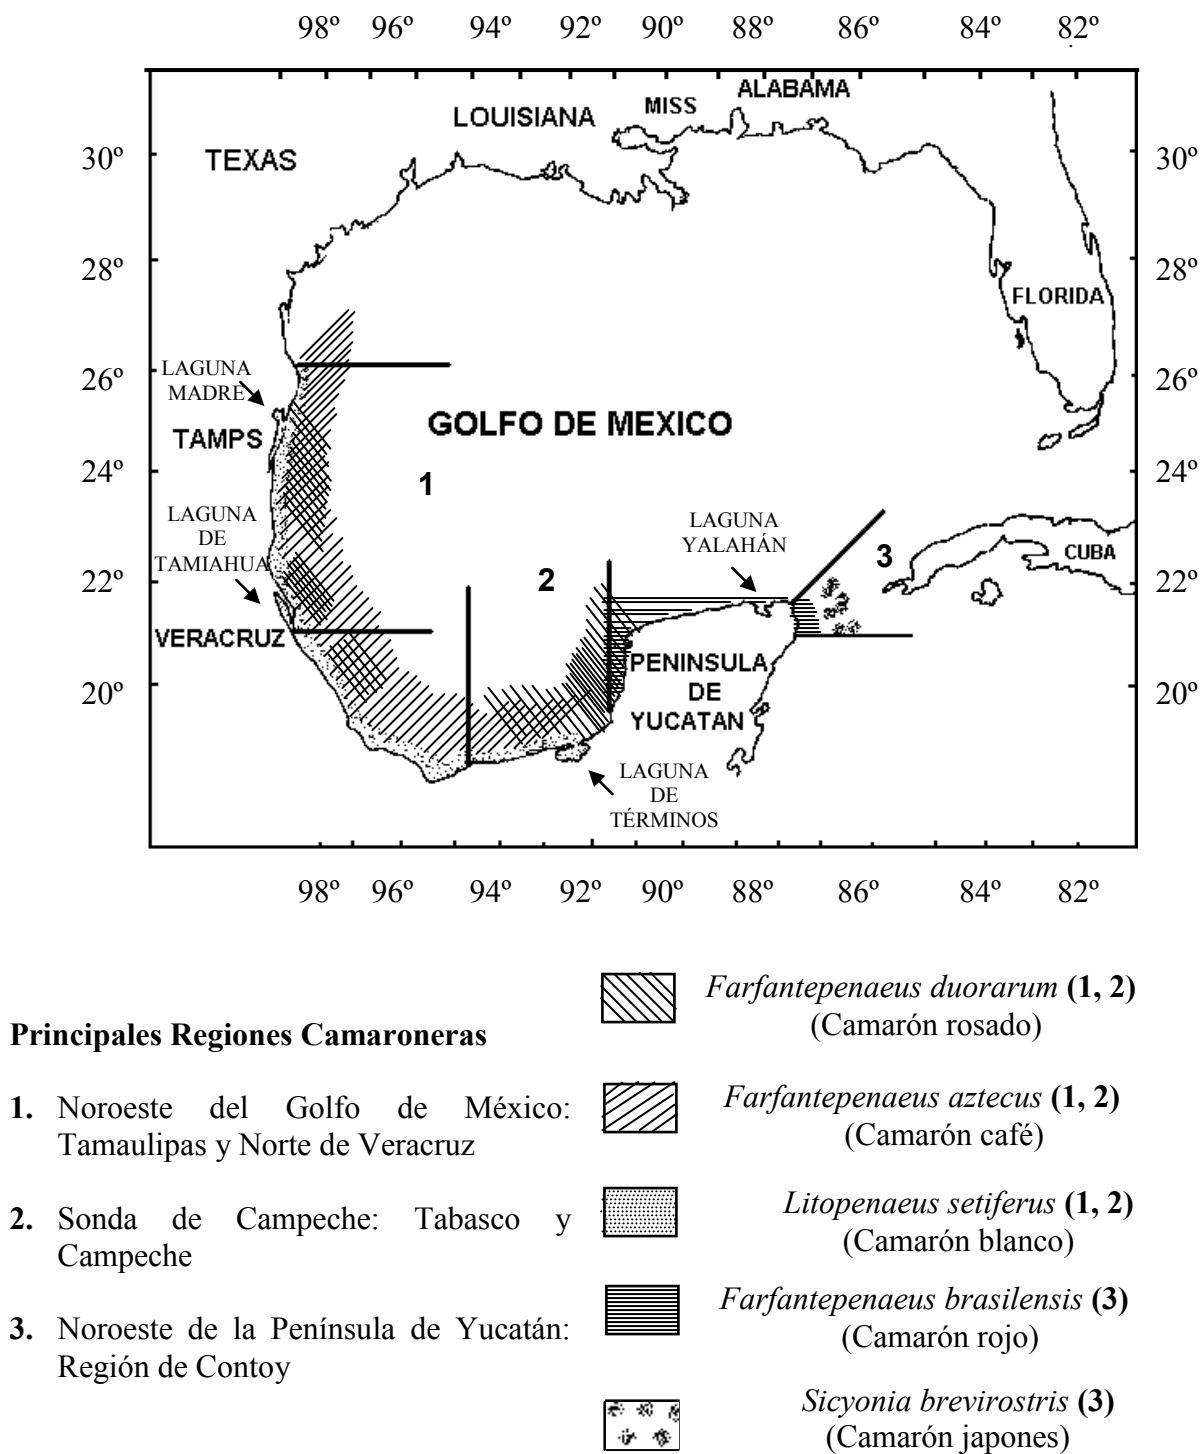 98º 96º 94º 92º 90º 88º 86º 84º 82º
ALABAMA
MISS
LOUISIANA
TEXAS
30º 30º
28º 28º
FLORIDA
26º 26º
LAGUNA
MADRE
GOLFO DE MEXICO
TAMPS
24º 24º
1
LAGUNA
DE
TAMIAHUA
LAGUNA
YALAHÁN
3
CUBA
2
22º 22º
VERACRUZ
PENINSULA
DE
YUCATAN
20º 20º
LAGUNA
DE
TÉRMINOS
98º 96º 94º 92º 90º 88º 86º 84º 82º
Principales Regiones Camaroneras
1. Noroeste del Golfo de México:
Tamaulipas y Norte de Veracruz
2. Sonda de Campeche: Tabasco y
Campeche
3. Noroeste de la Península de Yucatán:
Región de Contoy
Farfantepenaeus duorarum (1, 2)
(Camarón rosado)
Farfantepenaeus aztecus (1, 2)
(Camarón café)
Litopenaeus setiferus (1, 2)
(Camarón blanco)
Farfantepenaeus brasilensis (3)
(Camarón rojo)
Sicyonia brevirostris (3)
(Camarón japones)